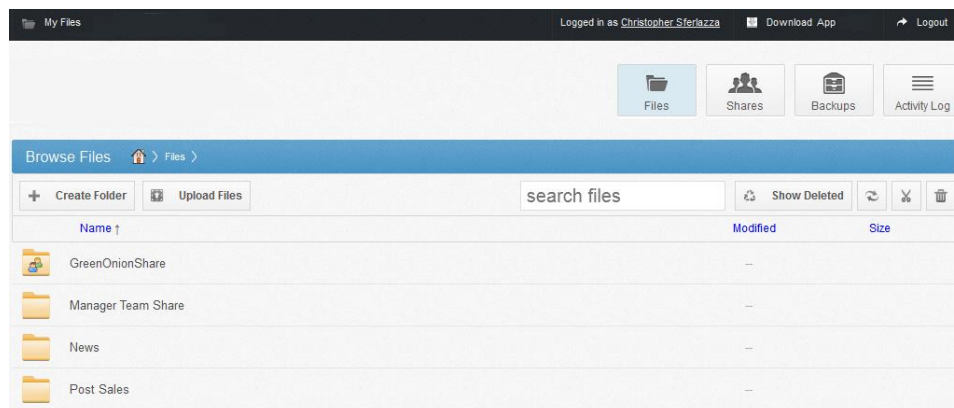 My Files
Logged in as Christopher Sferlazza
Download App
Logout
Files
Shares
Backups
Activity Log
Browse Files 〉 Files 〉
Create Folder
Upload Files
search files
Show Deleted
Name ↑
Modified
Size
GreenOnionShare
--
Manager Team Share
--
News
--
Post Sales
--